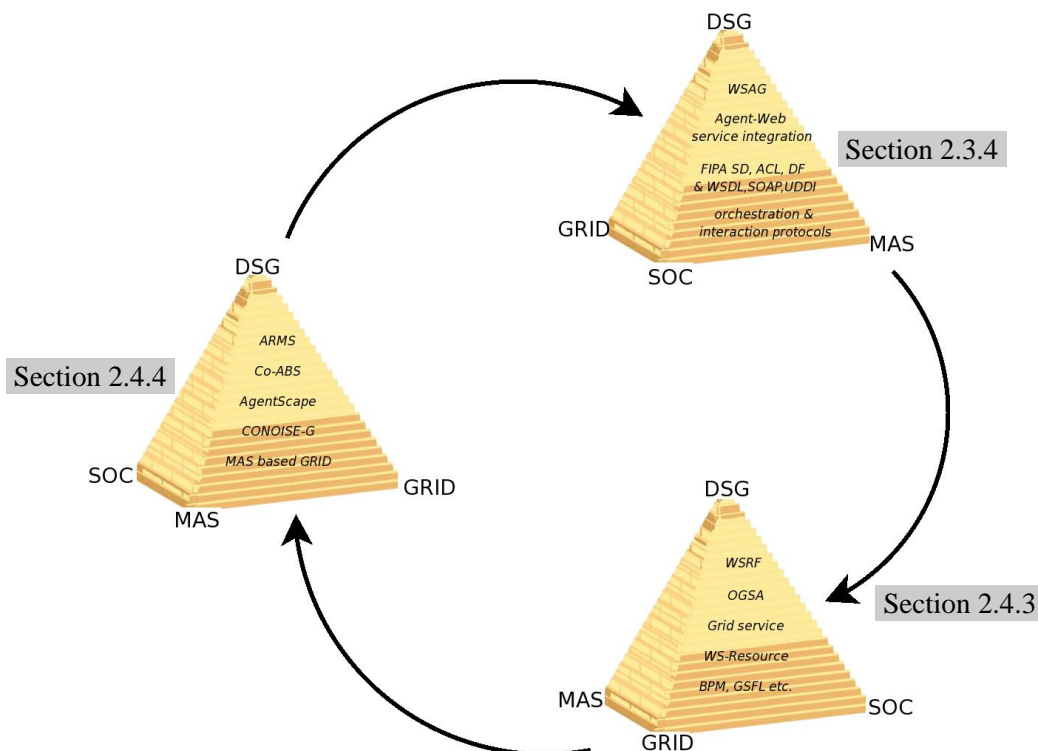 DSG
WSAG
Agent-Web
service integration
FIPA SD, ACL, DF
& WSDL,SOAP,UDDI
orchestration &
interaction protocols
GRID
SOC
MAS
Section 2.3.4
DSG
ARMS
Co-ABS
AgentScape
CONOISE-G
MAS based GRID
SOC
MAS
GRID
Section 2.4.4
DSG
WSRF
OGSA
Grid service
WS-Resource
BPM, GSFL etc.
MAS
GRID
SOC
Section 2.4.3